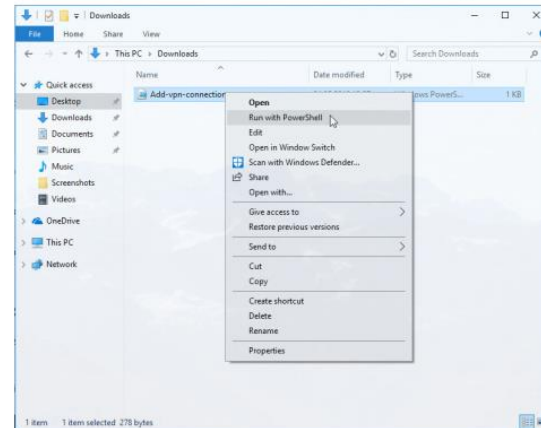 Downloads
File Home Share View
This PC > Downloads
Search Downloads
Name Date modified Type Size
Quick access
Desktop
Downloads
Documents
Pictures
Music
Screenshots
Videos
OneDrive
This PC
Network
Add-vpn-connection
1 KB
Open
Run with PowerShell
Edit
Open in Window Switch
Scan with Windows Defender...
Share
Open with...
Give access to
Restore previous versions
Send to
Cut
Copy
Create shortcut
Delete
Rename
Properties
1 item 1 item selected 278 bytes